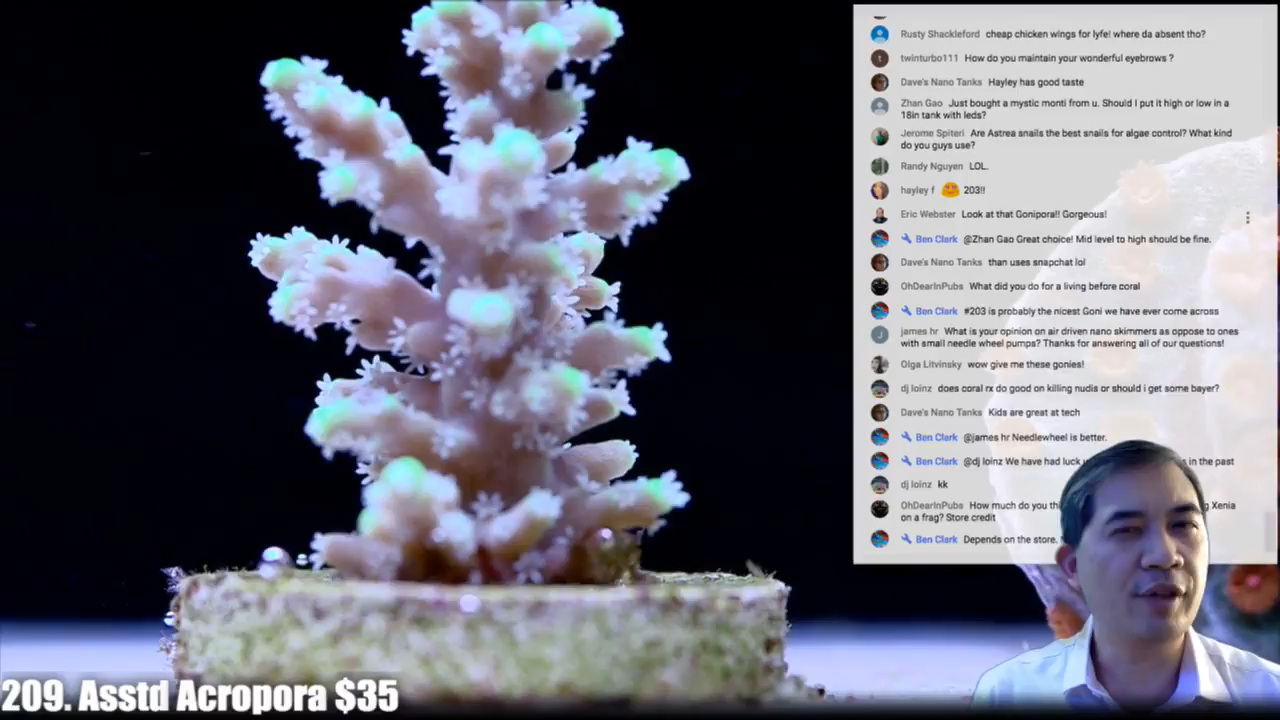 Rusty Shackleford cheap chicken wings for lyfe! where da absent tho?
twinturbo111 How do you maintain your wonderful eyebrows ?
Dave's Nano Tanks Hayley has good taste
Zhan Gao Just bought a mystic monti from u. Should I put it high or low in a
18in tank with leds?
Jerome Spiteri Are Astrea snails the best snails for algae control? What kind
do you guys use?
Randy Nguyen LOL.
hayley f 203!!
Eric Webster Look at that Gonipora!! Gorgeous!
Ben Clark @Zhan Gao Great choice! Mid level to high should be fine.
Dave's Nano Tanks than uses snapchat lol
OhDearInPubs What did you do for a living before coral
Ben Clark #203 is probably the nicest Goni we have ever come across
J james hr What is your opinion on air driven nano skimmers as oppose to ones
with small needle wheel pumps? Thanks for answering all of our questions!
Olga Litvinsky wow give me these gonies!
dj loinz does coral rx do good on killing nudis or should i get some bayer?
Dave's Nano Tanks Kids are great at tech
Ben Clark @james hr Needlewheel is better.
Ben Clark @dj loinz We have had luck in the past
dj loinz kk
OhDearInPubs How much do you Xenia
on a frag? Store credit
Ben Clark Depends on the store.
209. Asstd Acropora $35